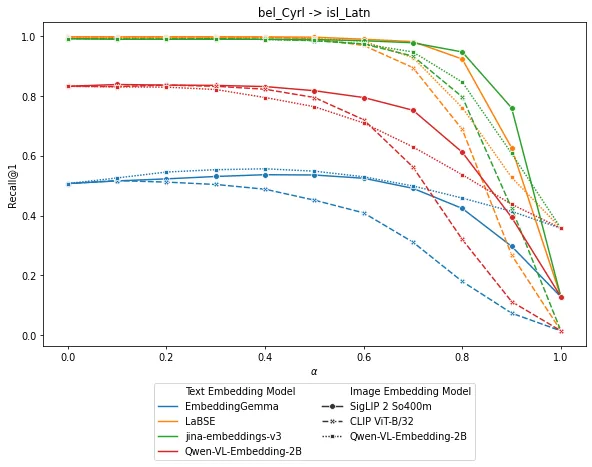 bel_Cyrl -> isl_Latn
Recall@1
1.0
0.8
0.6
0.4
0.2
0.0
0.0 0.2 0.4 0.6 0.8 1.0
α
Text Embedding Model Image Embedding Model
EmbeddingGemma SigLIP 2 So400m
LaBSE CLIP ViT-B/32
jina-embeddings-v3 Qwen-VL-Embedding-2B
Qwen-VL-Embedding-2B